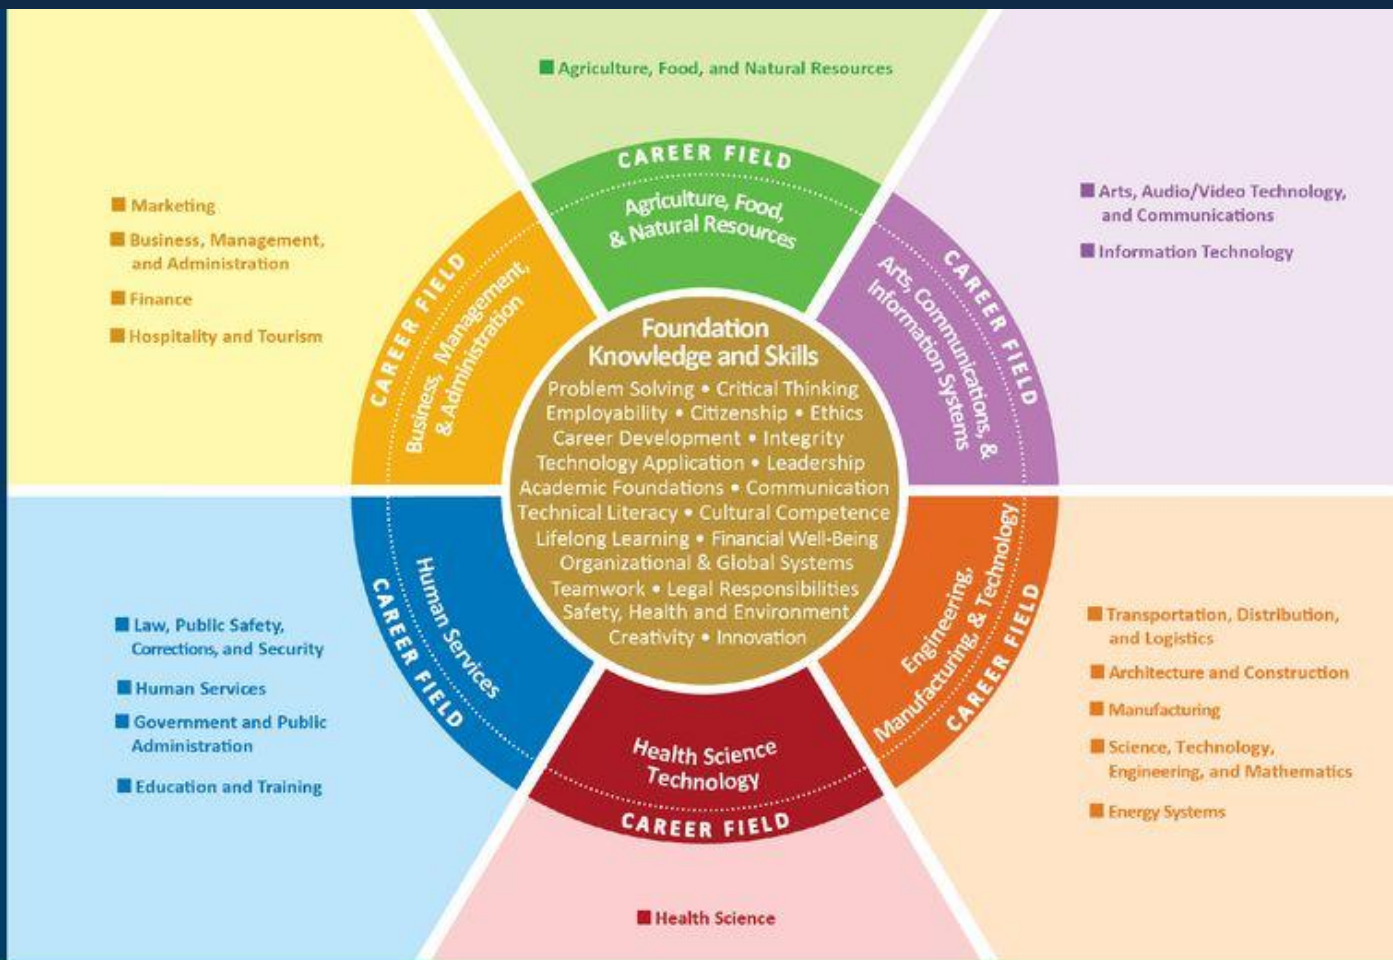 Agriculture, Food, and Natural Resources
CAREER FIELD
Agriculture, Food,
& Natural Resources
Arts, Audio/Video Technology,
and Communications
Information Technology
CAREER FIELD
Arts, Communications, &
Information Systems
Marketing
Business, Management,
and Administration
Finance
Hospitality and Tourism
CAREER FIELD
Business, Management,
& Administration
Foundation
Knowledge and Skills
Problem Solving • Critical Thinking
Employability • Citizenship • Ethics
Career Development • Integrity
Technology Application • Leadership
Academic Foundations • Communication
Technical Literacy • Cultural Competence
Lifelong Learning • Financial Well-Being
Organizational & Global Systems
Teamwork • Legal Responsibilities
Safety, Health and Environment
Creativity • Innovation
Human Services
CAREER FIELD
Law, Public Safety,
Corrections, and Security
Human Services
Government and Public
Administration
Education and Training
Engineering,
Manufacturing, & Technology
CAREER FIELD
Transportation, Distribution,
and Logistics
Architecture and Construction
Manufacturing
Science, Technology,
Engineering, and Mathematics
Energy Systems
Health Science
Technology
CAREER FIELD
Health Science